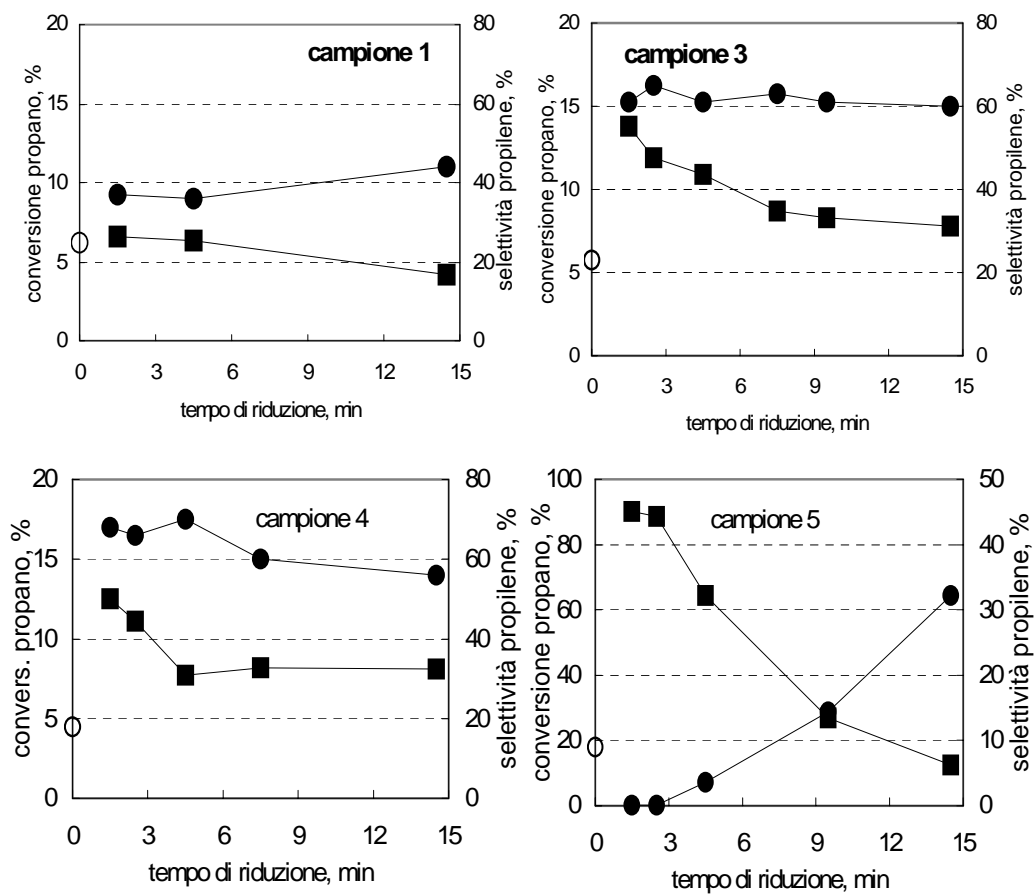 campione 1
conversione propano, %
20
15
10
5
0
80
60
40
20
0
selettività propilene, %
0 3 6 9 12 15
tempo di riduzione, min
campione 3
conversione propano, %
20
15
10
5
0
80
60
40
20
0
selettività propilene, %
0 3 6 9 12 15
tempo di riduzione, min
campione 4
convers. propano, %
20
15
10
5
0
80
60
40
20
0
selettività propilene, %
0 3 6 9 12 15
tempo di riduzione, min
campione 5
conversione propano, %
100
80
60
40
20
0
50
40
30
20
10
0
selettività propilene, %
0 3 6 9 12 15
tempo di riduzione, min